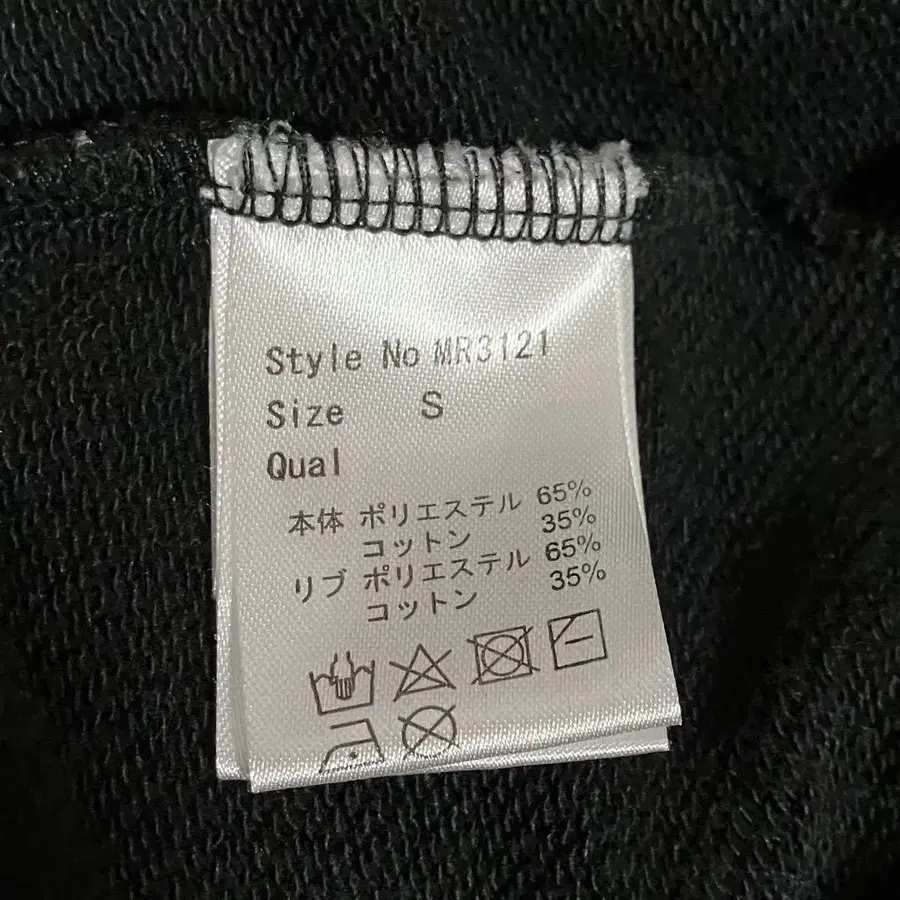 Style No MR3121
Size S
Qual
本体 ポリエステル 65%
コットン 35%
リブ ポリエステル 65%
コットン 35%